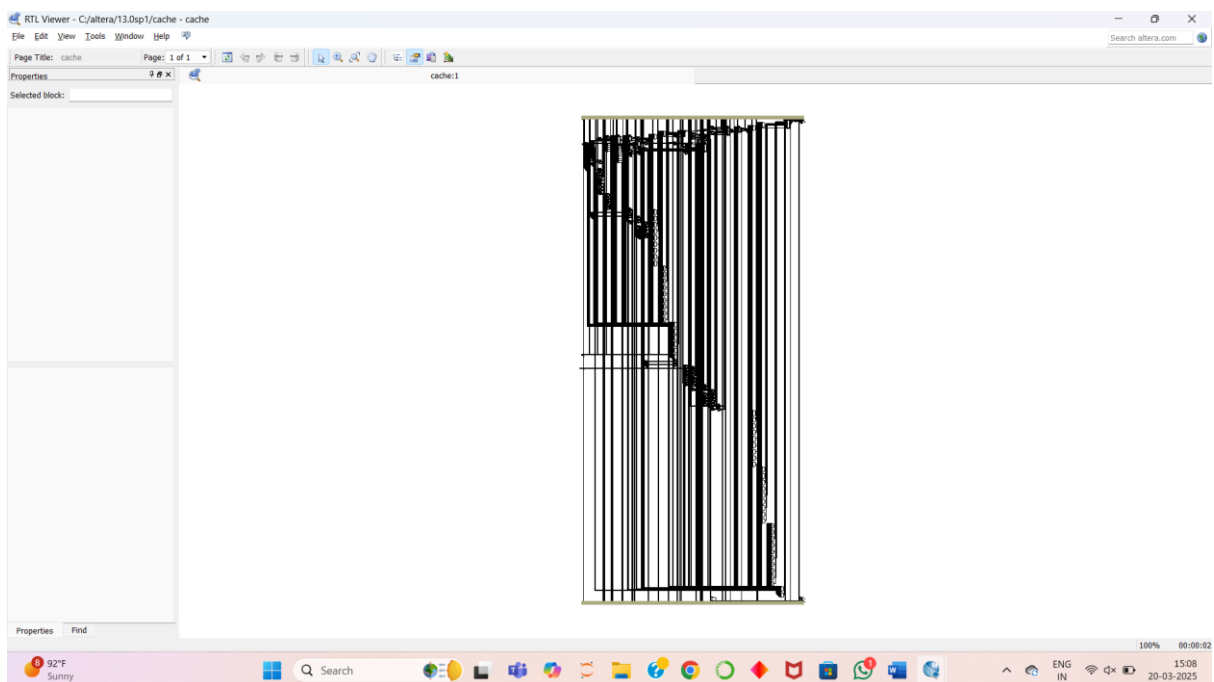 RTL Viewer - C:/altera/13.0sp1/cache - cache
File Edit View Tools Window Help
Search altera.com
Page Title: cache Page: 1 of 1
Properties
cache:1
Selected block:
Properties Find
100% 00:00:02
8
92°F
Sunny
Search
ENG
IN
15:08
20-03-2025